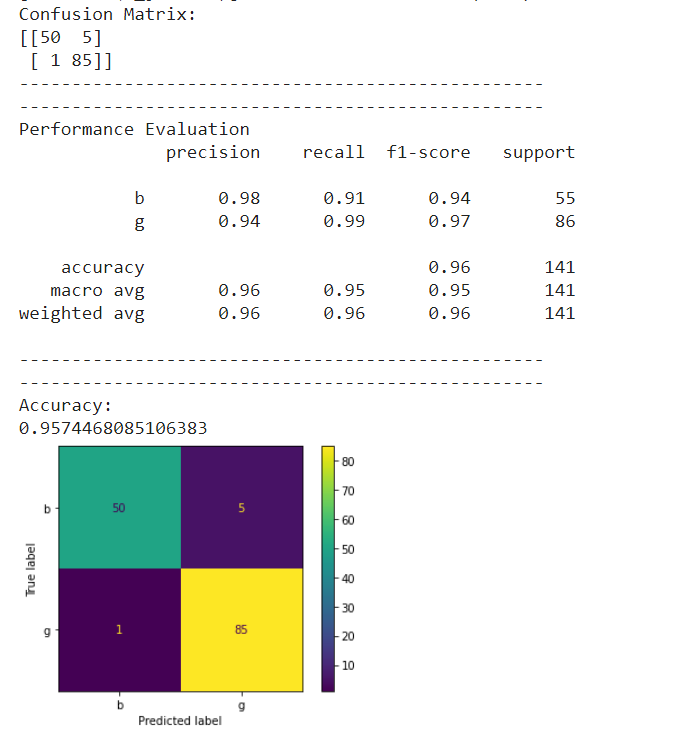 Confusion Matrix:
[[50  5]
 [ 1 85]]
--------------------------------------------------
--------------------------------------------------
Performance Evaluation
              precision    recall  f1-score   support

           b       0.98      0.91      0.94        55
           g       0.94      0.99      0.97        86

    accuracy                           0.96       141
   macro avg       0.96      0.95      0.95       141
weighted avg       0.96      0.96      0.96       141

--------------------------------------------------
--------------------------------------------------
Accuracy:
0.9574468085106383
True label
b
g
50
5
1
85
b
g
Predicted label
80
70
60
50
40
30
20
10